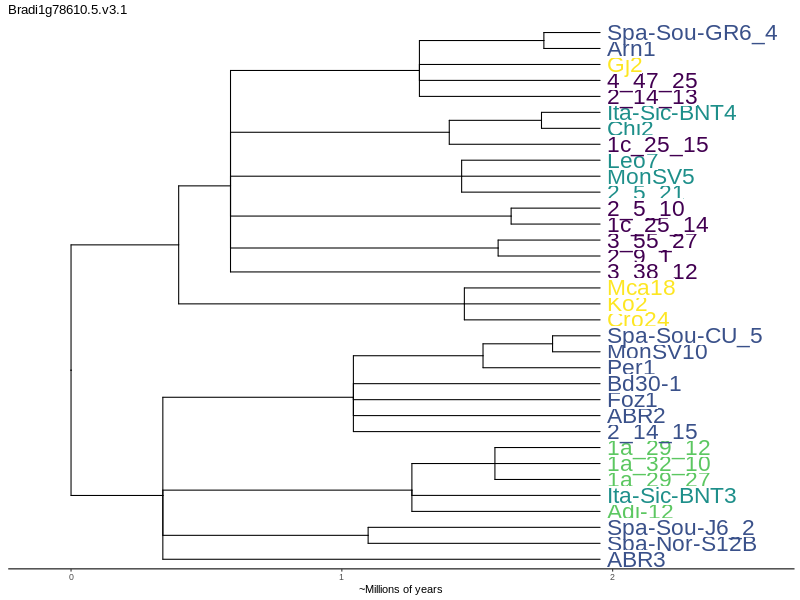 Bradi1g78610.5.v3.1
Spa-Sou-GR6_4
Arn1
Gj2
4_47_25
2_14_13
Ita-Sic-BNT4
Chi2
1c_25_15
Leo7
MonSV5
2_5_21
2_5_10
1c_25_14
3_55_27
2_9_1
3_38_12
Mca18
Ko2
Cro24
Spa-Sou-CU_5
MonSV10
Per1
Bd30-1
Foz1
ABR2
2_14_15
1a_29_12
1a_32_10
1a_29_27
Ita-Sic-BNT3
Adi-12
Spa-Sou-J6_2
Spa-Nor-S12B
ABR3
0 1 2
~Millions of years